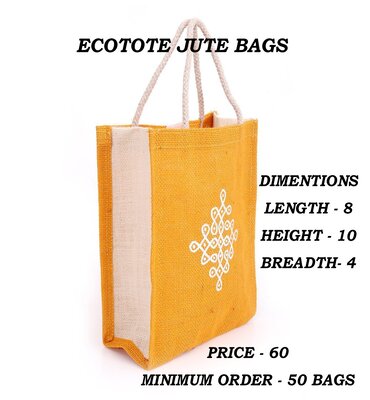 ECOTOTE JUTE BAGS
DIMENTIONS
LENGTH - 8
HEIGHT - 10
BREADTH- 4
PRICE - 60
MINIMUM ORDER - 50 BAGS